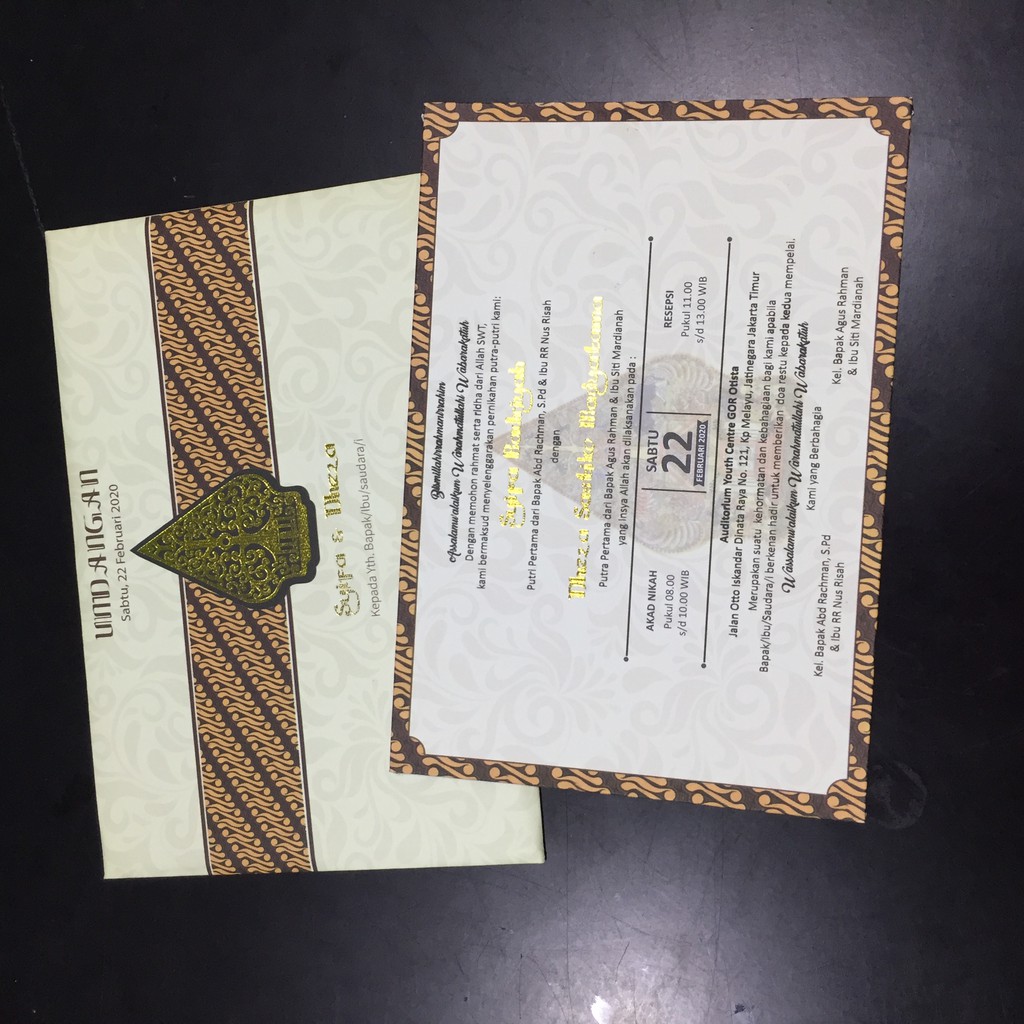 UNDANGAN
Sabtu, 22 Februari 2020
Syifa & Dhezza
Kepada Yth. Bapak/Ibu/saudara/i
Bismillahirrahmanirrahim
Assalamu'alaikum Warahmatullahi Wabarakatuh
Dengan memohon rahmat serta ridha dari Allah SWT,
kami bermaksud menyelenggarakan pernikahan putra-putri kami:
Syifa
Putri Pertama dari Bapak Abd Rachman, S.Pd & Ibu RR Nus Risah
dengan
Putra Pertama dari Bapak Agus Rahman & Ibu Siti Mardianah
yang Insya Allah akan dilaksanakan pada :
AKAD NIKAH
Pukul 08.00
s/d 10.00 WIB
SABTU
22
FEBRUARI 2020
RESEPSI
Pukul 11.00
s/d 13.00 WIB
Auditorium Youth Centre GOR Otista
Jalan Otto Iskandar Dinata Raya No. 121, Kp Melayu, Jatinegara Jakarta Timur
Merupakan suatu kehormatan dan kebahagiaan bagi kami apabila
Bapak/Ibu/Saudara/i berkenan hadir untuk memberikan doa restu kepada kedua mempelai.
Wassalamu'alaikum Warahmatullahi Wabarakatuh
Kami yang Berbahagia
Kel. Bapak Abd Rachman, S.Pd
& Ibu RR Nus Risah
Kel. Bapak Agus Rahman
& Ibu Siti Mardianah